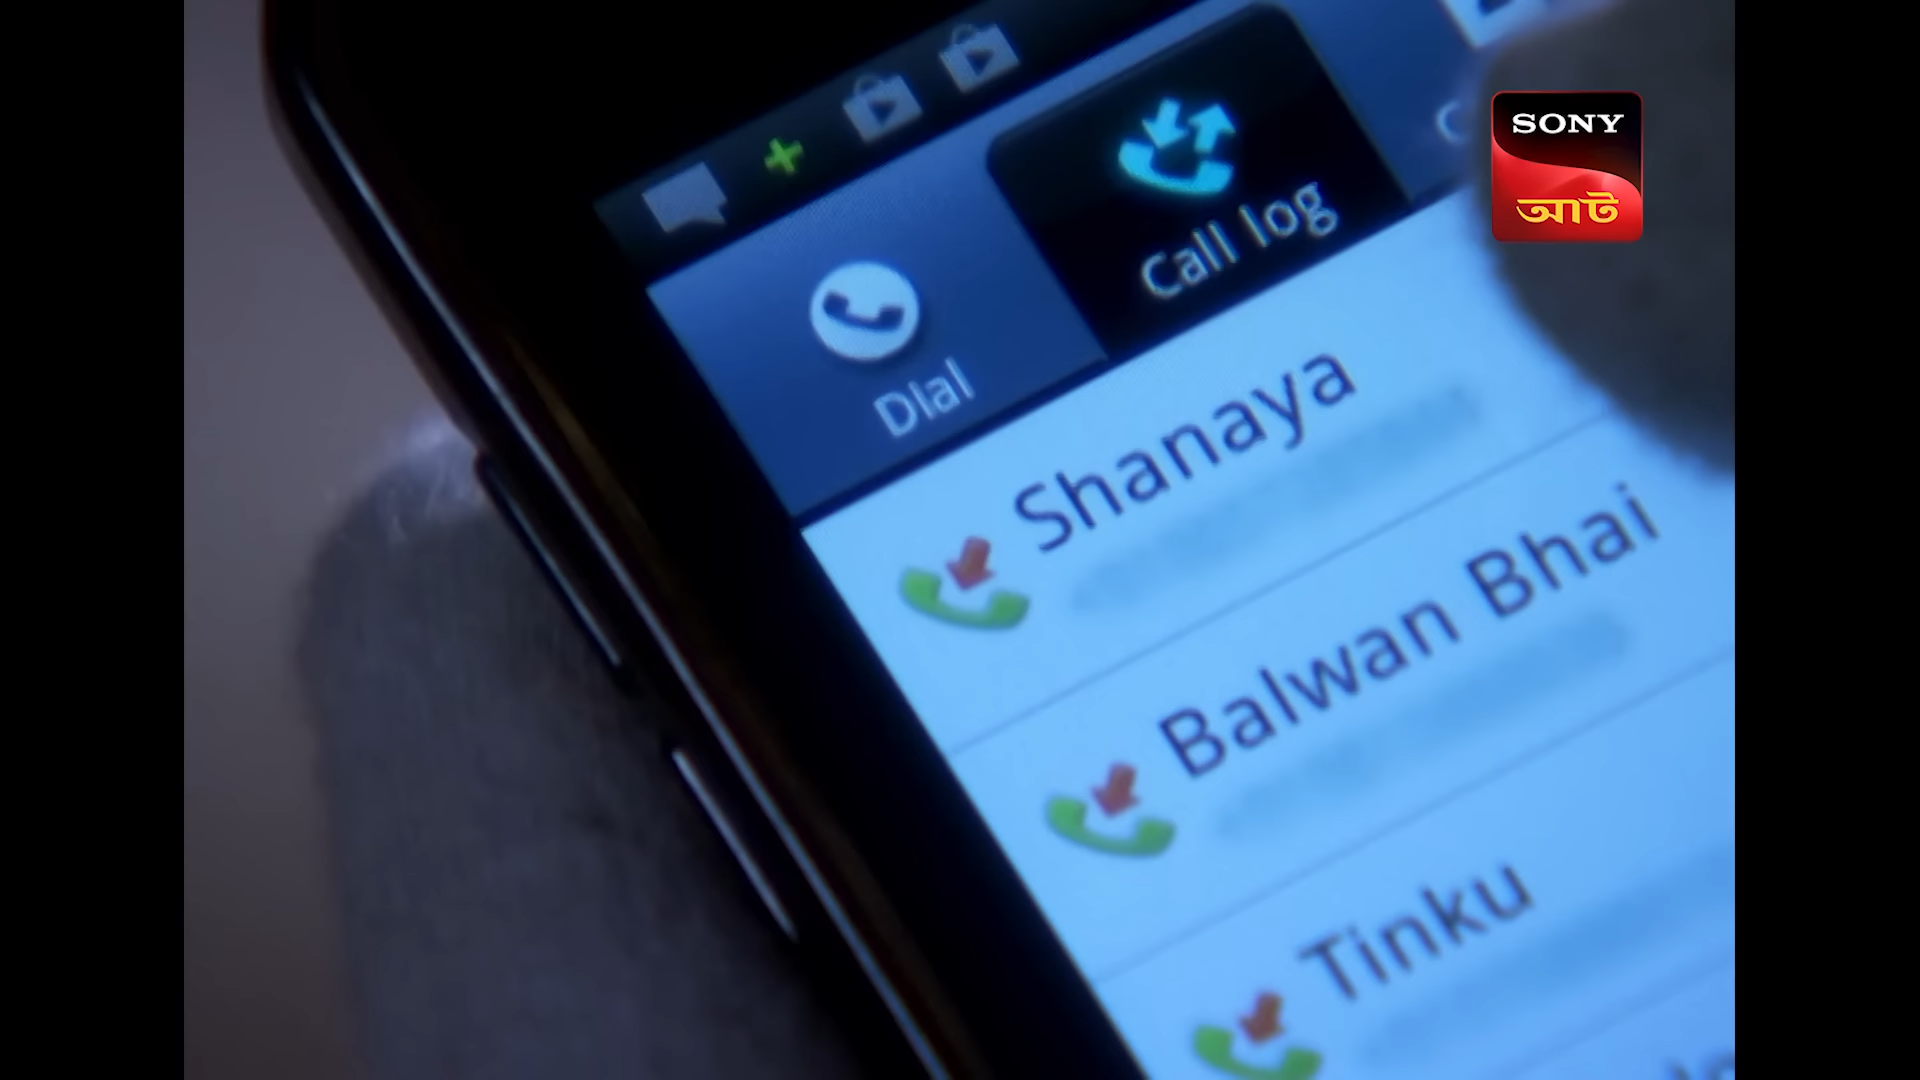 SONY
আট
Call log
Dial
Shanaya
Balwan Bhai
Tinku